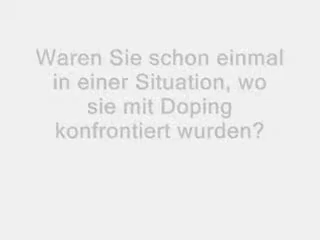 Waren Sie schon einmal
in einer Situation, wo
sie mit Doping
konfrontiert wurden?